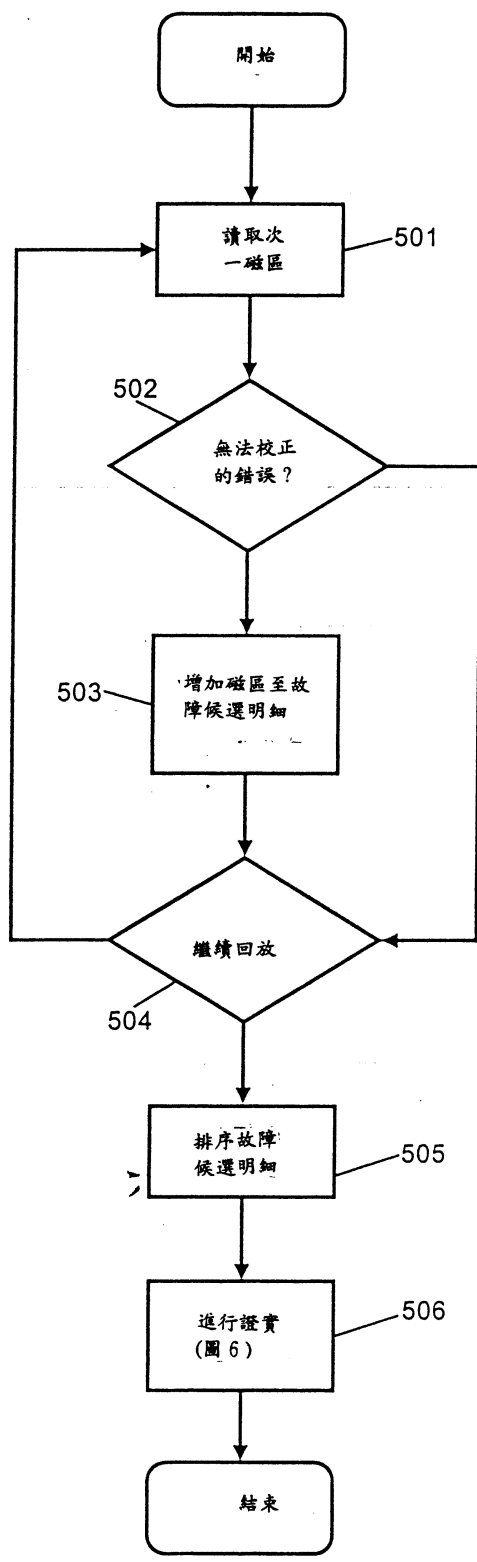 開始
讀取次
一磁區
501
502
無法校正
的錯誤？
503
增加磁區至故
障候選明細
繼續回放
504
排序故障
候選明細
505
進行證實
(圖6)
506
結束